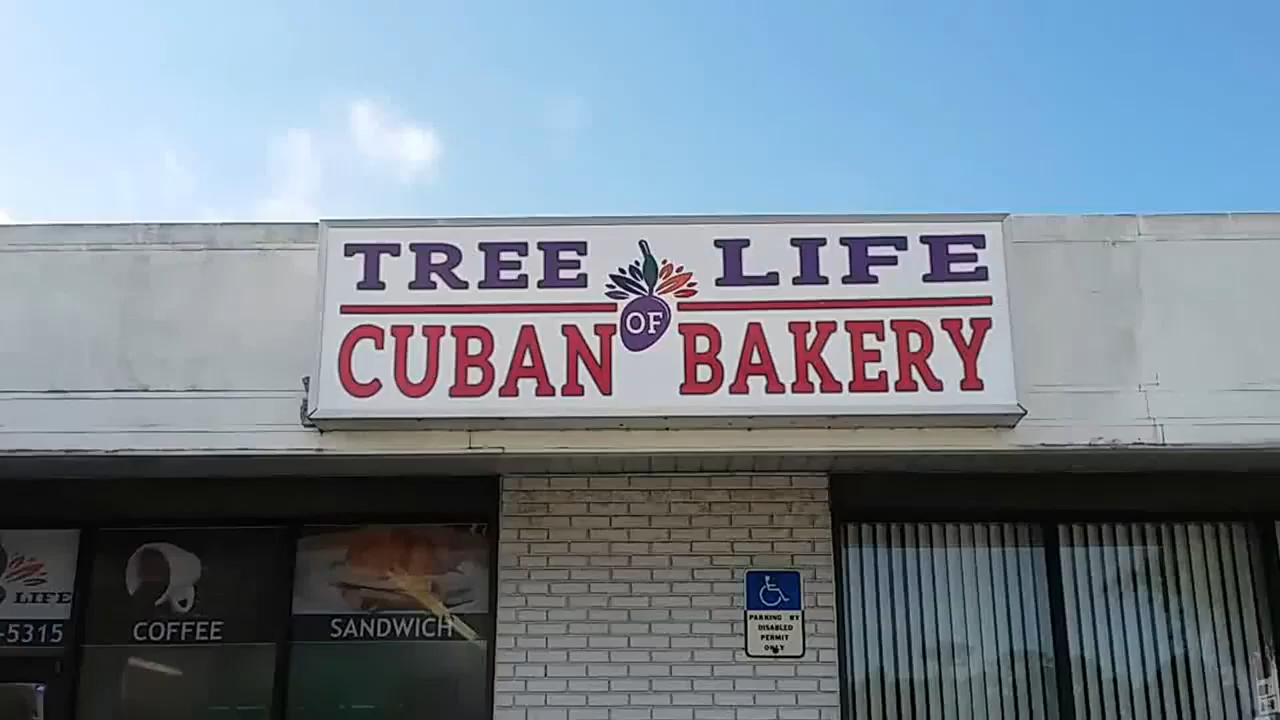 TREE OF LIFE
CUBAN BAKERY
LIFE
-5315
COFFEE
SANDWICH
PARKING BY
DISABLED
PERMIT
ONLY